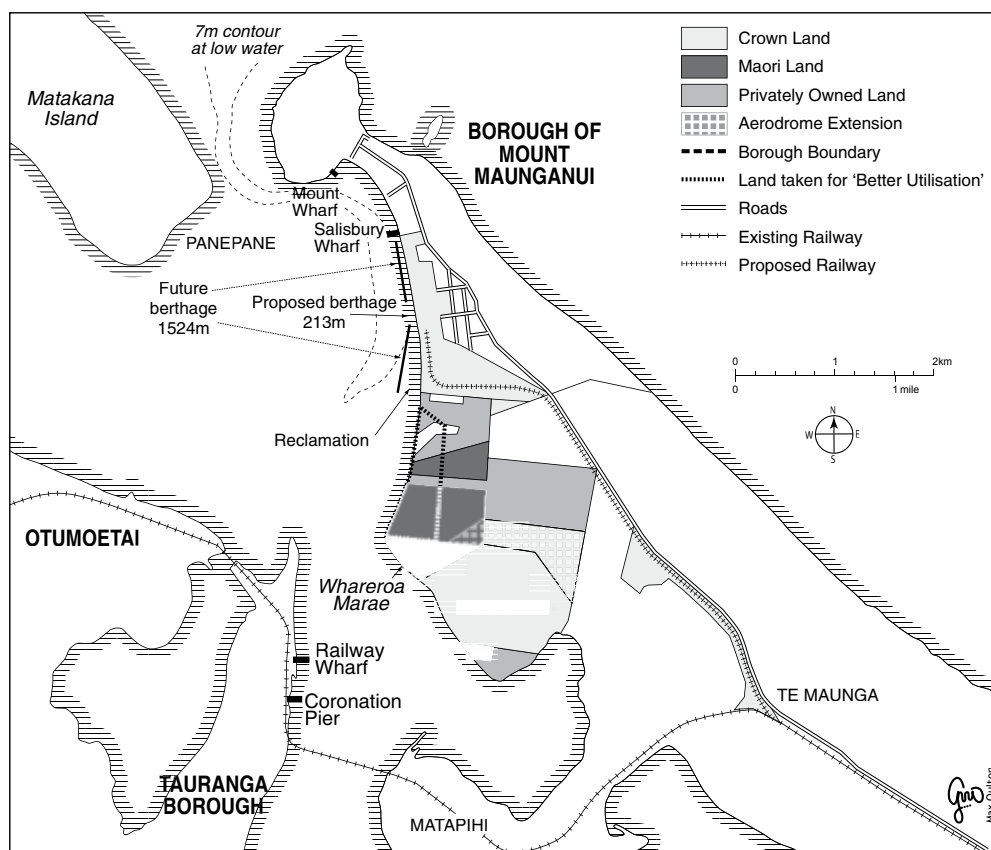 7m contour
at low water
Matakana
Island
BOROUGH OF
MOUNT
MAUNGANUI
Mount
Wharf
Salisbury
Wharf
PANEPANE
Future
berthage
1524m
Proposed berthage
213m
Reclamation
OTUMOETAI
Whareroa
Marae
Railway
Wharf
Coronation
Pier
TAURANGA
BOROUGH
MATAPIHI
TE MAUNGA
Crown Land
Maori Land
Privately Owned Land
Aerodrome Extension
Borough Boundary
Land taken for ‘Better Utilisation’
Roads
Existing Railway
Proposed Railway
0 1 2km
0 1 mile
N
W E
S
Max Oulton